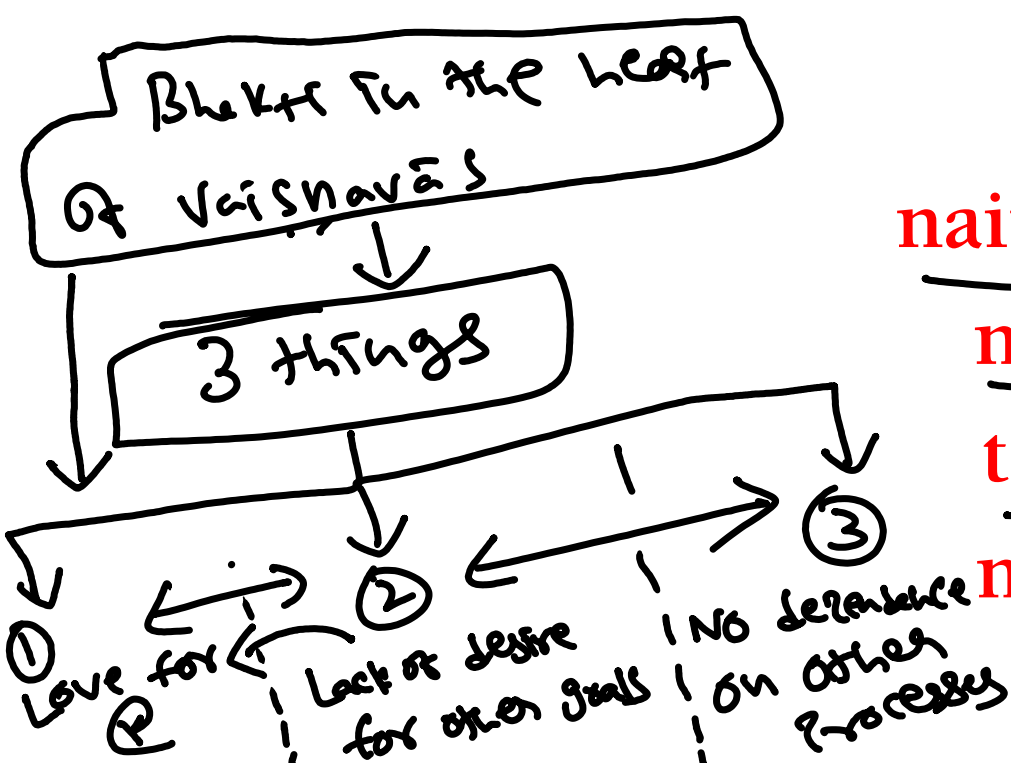 Bhakti in the heart
of vaiṣṇavās
3 things
① ② ③
Love for
Ⓚ
Lack of desire
for other goals
No dependence
on other
processes
nai
n
t
n